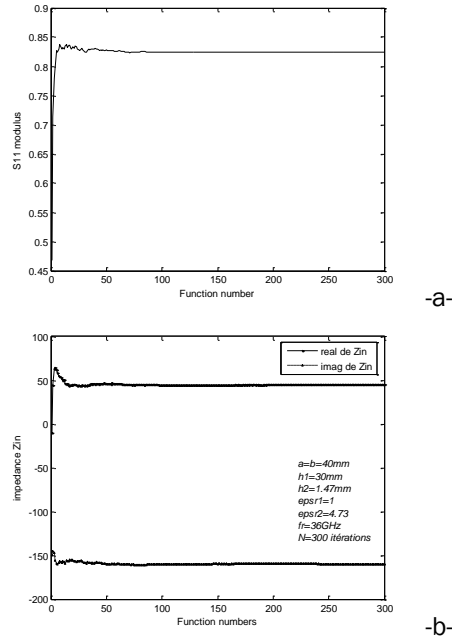 0.9
0.85
0.8
0.75
0.7
0.65
0.6
0.55
0.5
0.45
S11 modulus
0 50 100 150 200 250 300
Function number
-a-
100
50
0
-50
-100
-150
-200
impedance Zin
real de Zin
imag de Zin
a=b=40mm
h1=30mm
h2=1.47mm
epsr1=1
epsr2=4.73
fr=36GHz
N=300 itérations
0 50 100 150 200 250 300
Function numbers
-b-